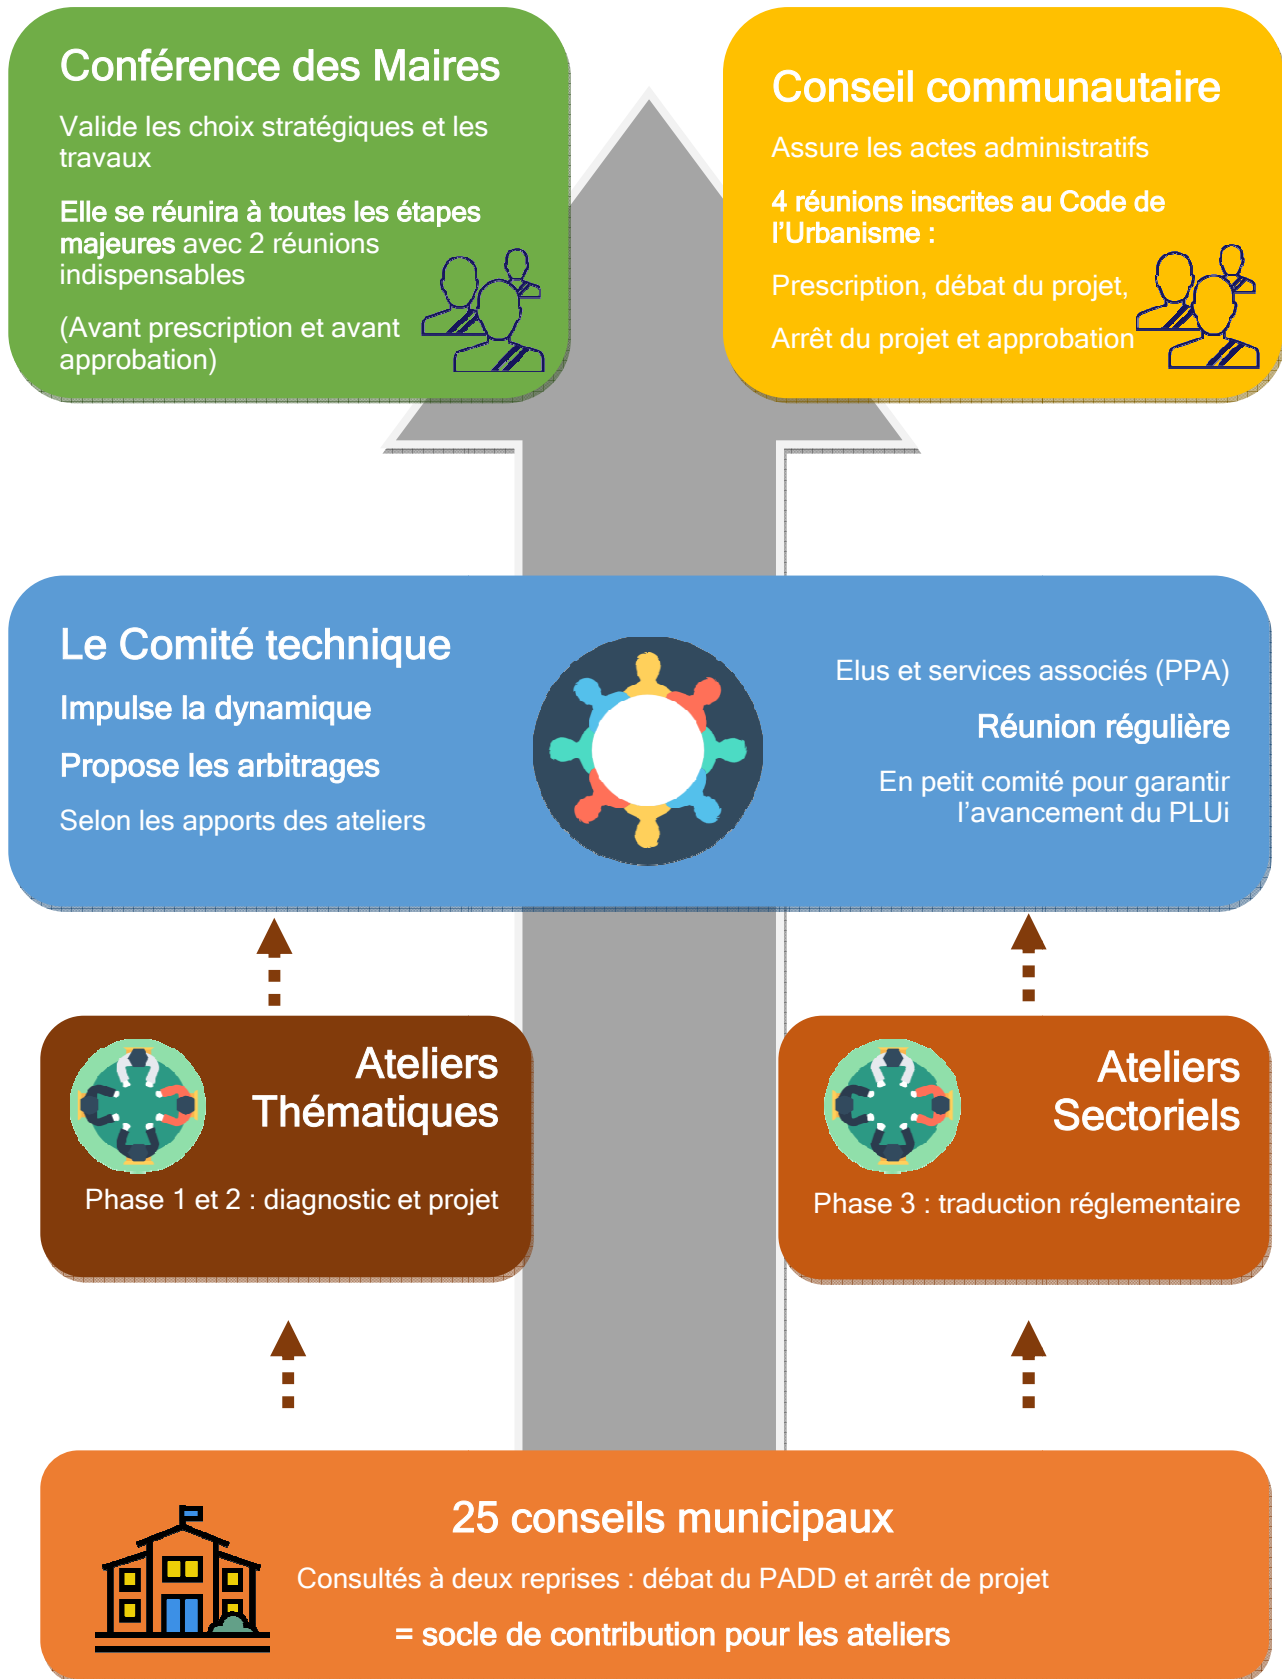 Conférence des Maires
Valide les choix stratégiques et les
travaux
Elle se réunira à toutes les étapes
majeures avec 2 réunions
indispensables
(Avant prescription et avant
approbation)
Conseil communautaire
Assure les actes administratifs
4 réunions inscrites au Code de
l'Urbanisme :
Prescription, débat du projet,
Arrêt du projet et approbation
Le Comité technique
Impulse la dynamique
Propose les arbitrages
Selon les apports des ateliers
Elus et services associés (PPA)
Réunion régulière
En petit comité pour garantir
l'avancement du PLUi
Ateliers
Thématiques
Phase 1 et 2 : diagnostic et projet
Ateliers
Sectoriels
Phase 3 : traduction réglementaire
25 conseils municipaux
Consultés à deux reprises : débat du PADD et arrêt de projet
= socle de contribution pour les ateliers